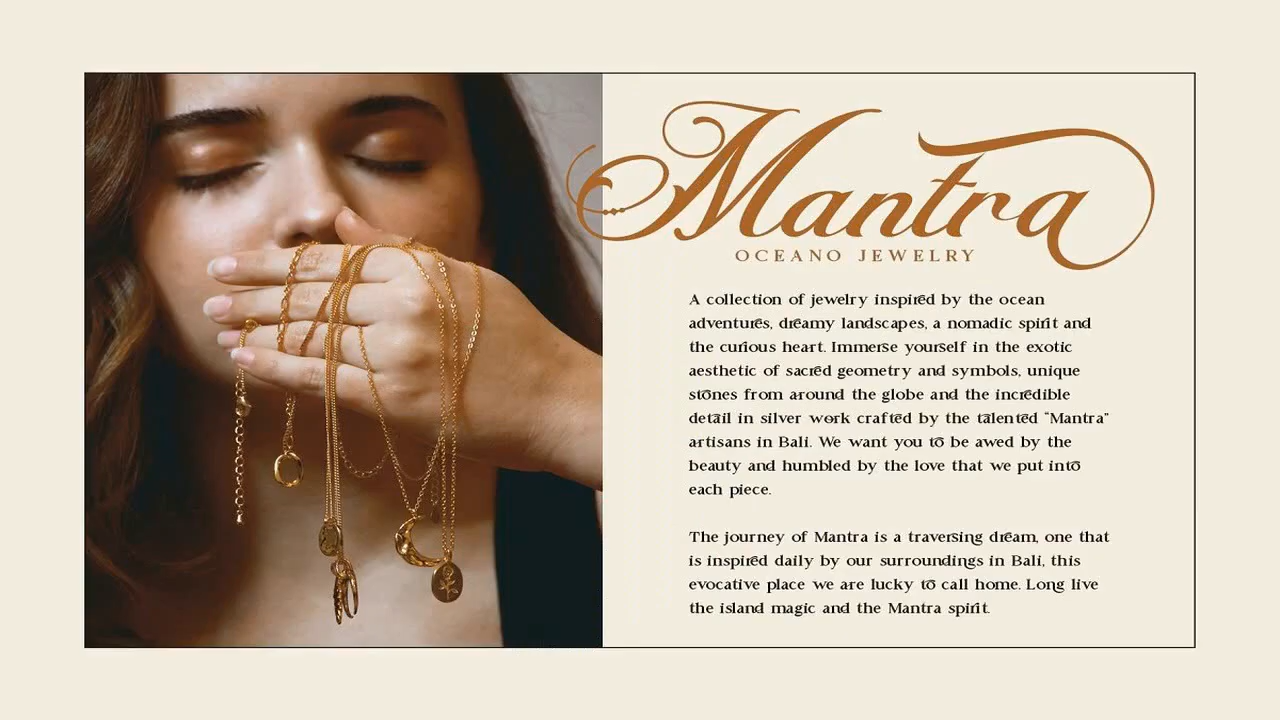 Mantra
OCEANO JEWELRY
A collection of jewelry inspired by the ocean
adventures, dreamy landscapes, a nomadic spirit and
the curious heart. Immerse yourself in the exotic
aesthetic of sacred geometry and symbols, unique
stones from around the globe and the incredible
detail in silver work crafted by the talented “Mantra”
artisans in Bali. We want you to be awed by the
beauty and humbled by the love that we put into
each piece.
The journey of Mantra is a traversing dream, one that
is inspired daily by our surroundings in Bali, this
evocative place we are lucky to call home. Long live
the island magic and the Mantra spirit.